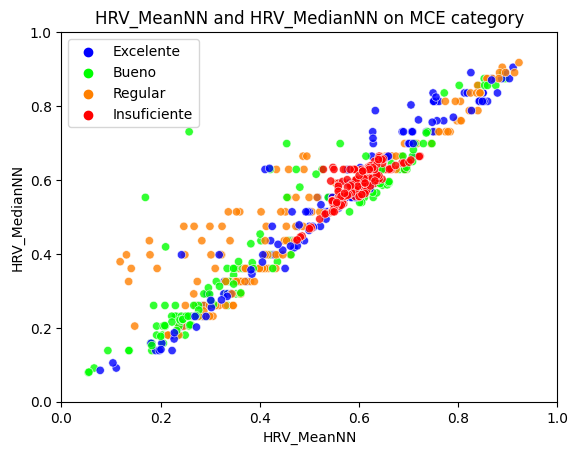 HRV_MeanNN and HRV_MedianNN on MCE category
Excelente
Bueno
Regular
Insuficiente
HRV_MedianNN
1.0
0.8
0.6
0.4
0.2
0.0
0.0 0.2 0.4 0.6 0.8 1.0
HRV_MeanNN